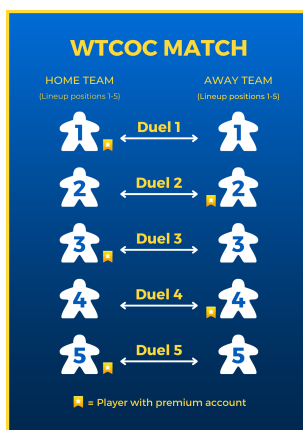 WTCOC MATCH
HOME TEAM AWAY TEAM
(Lineup positions 1-5) (Lineup positions 1-5)
1 Duel 1 1
2 Duel 2 2
3 Duel 3 3
4 Duel 4 4
5 Duel 5 5
= Player with premium account